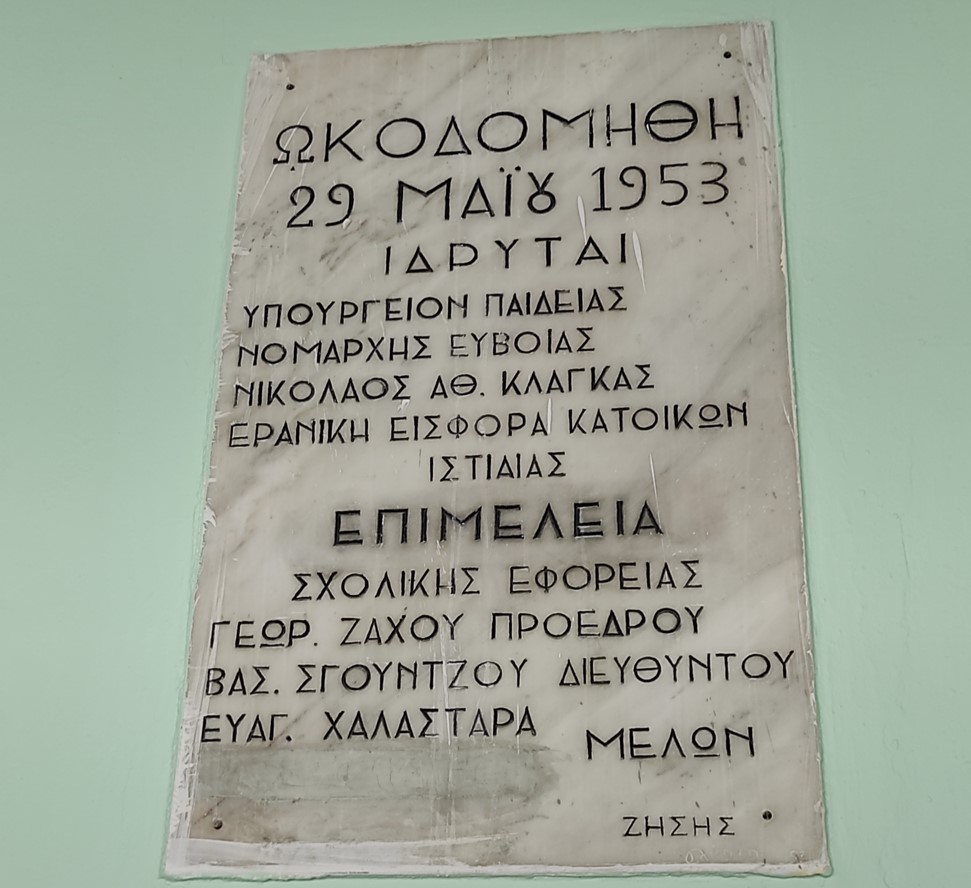 ΩΚΟΔΟΜΗΘΗ
29 ΜΑΪȢ 1953
ΙΔΡΥΤΑΙ
ΥΠΟΥΡΓΕΙΟΝ ΠΑΙΔΕΙΑΣ
ΝΟΜΑΡΧΗΣ ΕΥΒΟΙΑΣ
ΝΙΚΟΛΑΟΣ ΑΘ. ΚΛΑΓΚΑΣ
ΕΡΑΝΙΚΗ ΕΙΣΦΟΡΑ ΚΑΤΟΙΚΩΝ
ΙΣΤΙΑΙΑΣ
ΕΠΙΜΕΛΕΙΑ
ΣΧΟΛΙΚΗΣ ΕΦΟΡΕΙΑΣ
ΓΕΩΡ. ΖΑΧΟΥ ΠΡΟΕΔΡΟΥ
ΒΑΣ. ΣΓΟΥΝΤΖΟΥ ΔΙΕΥΘΥΝΤΟΥ
ΕΥΑΓ. ΧΑΛΑΣΤΑΡΑ ΜΕΛΩΝ
ΖΗΣΗΣ